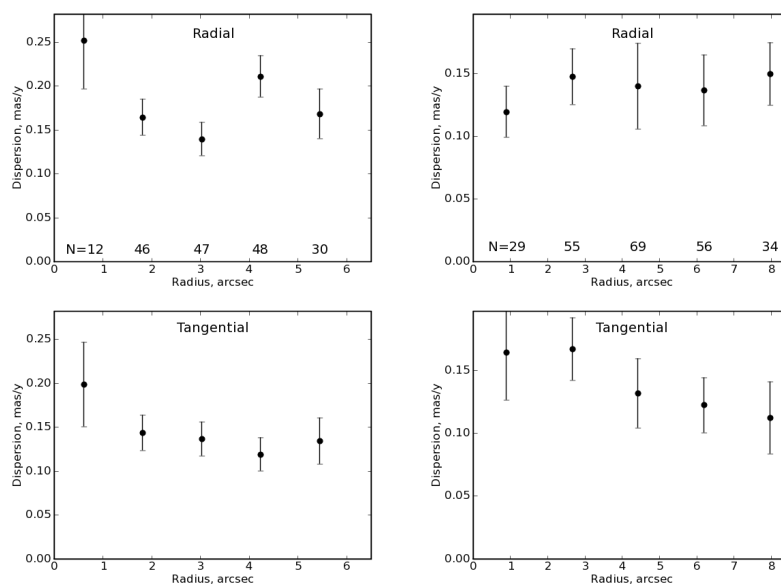 Radial
0.25
0.20
0.15
0.10
0.05
0.00
Dispersion, mas/y
N=12 46 47 48 30
0 1 2 3 4 5 6
Radius, arcsec
Radial
0.15
0.10
0.05
0.00
Dispersion, mas/y
N=29 55 69 56 34
0 1 2 3 4 5 6 7 8
Radius, arcsec
Tangential
0.25
0.20
0.15
0.10
0.05
0.00
Dispersion, mas/y
0 1 2 3 4 5 6
Radius, arcsec
Tangential
0.15
0.10
0.05
0.00
Dispersion, mas/y
0 1 2 3 4 5 6 7 8
Radius, arcsec